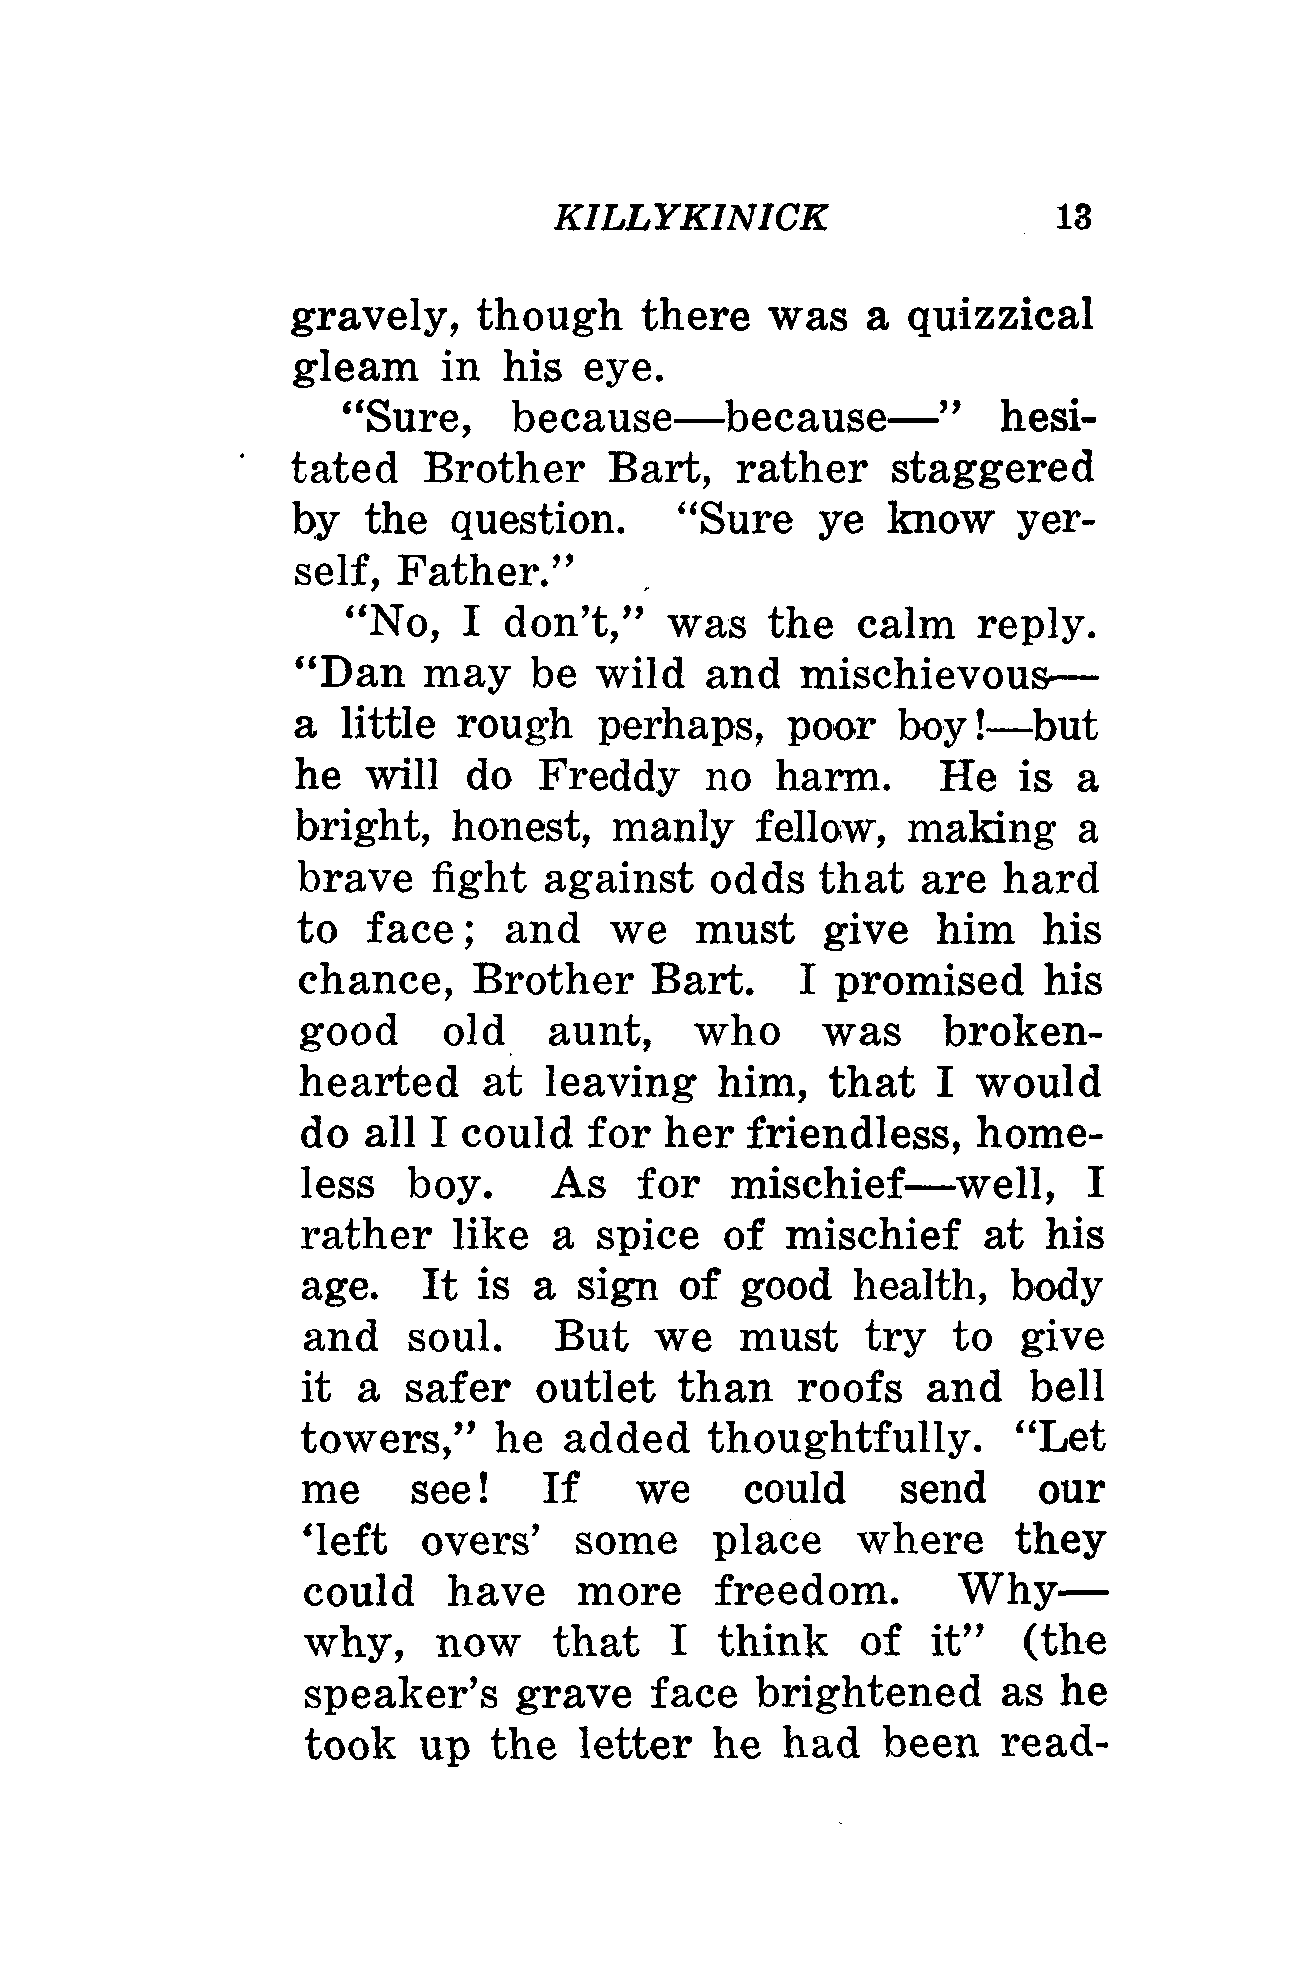 KILLYKINICK 13
gravely, though there was a quizzical
gleam in his eye.
“Sure, because—because—” hesi-
tated Brother Bart, rather staggered
by the question. “Sure ye know yer-
self, Father.”
“No, I don’t,” was the calm reply.
“Dan may be wild and mischievous—
a little rough perhaps, poor boy!—but
he will do Freddy no harm. He is a
bright, honest, manly fellow, making a
brave fight against odds that are hard
to face; and we must give him his
chance, Brother Bart. I promised his
good old aunt, who was broken-
hearted at leaving him, that I would
do all I could for her friendless, home-
less boy. As for mischief—well, I
rather like a spice of mischief at his
age. It is a sign of good health, body
and soul. But we must try to give
it a safer outlet than roofs and bell
towers,” he added thoughtfully. “Let
me see! If we could send our
‘left overs’ some place where they
could have more freedom. Why—
why, now that I think of it” (the
speaker’s grave face brightened as he
took up the letter he had been read-